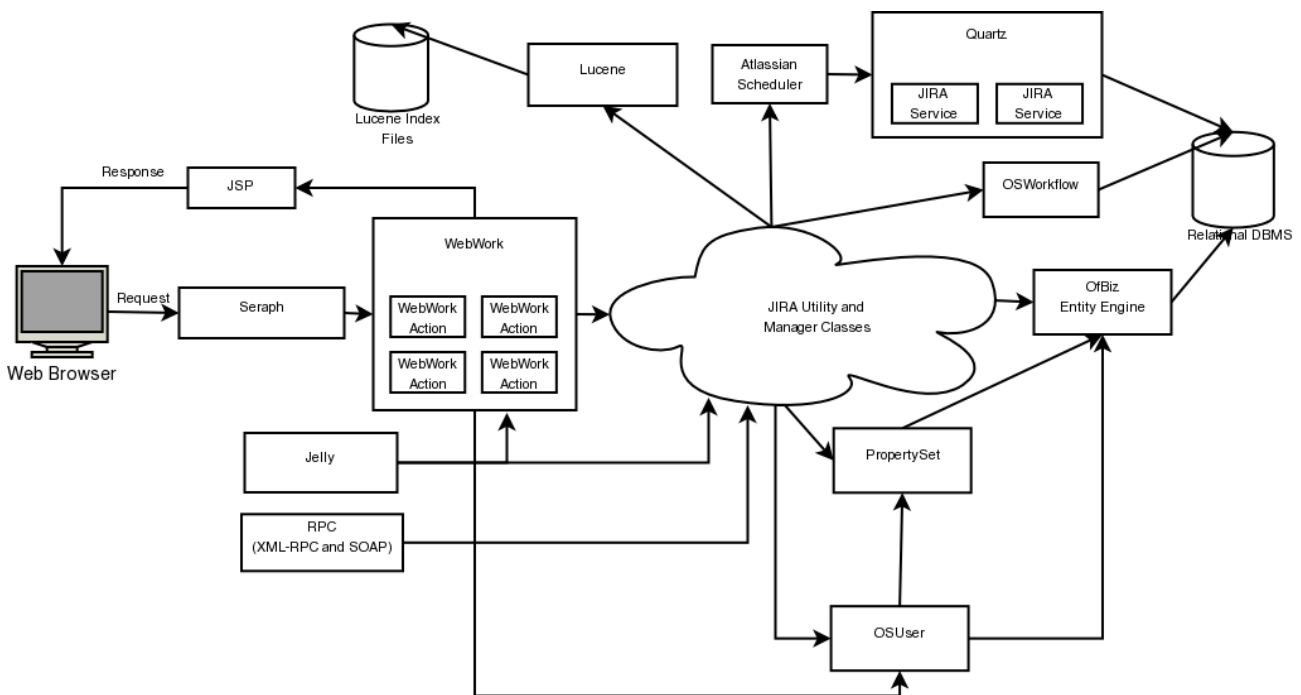 Quartz
JIRA
Service
JIRA
Service
Lucene
Atlassian
Scheduler
Lucene Index
Files
Response
JSP
OSWorkflow
Relational DBMS
WebWork
WebWork
Action
WebWork
Action
WebWork
Action
WebWork
Action
Request
Seraph
Web Browser
JIRA Utility and
Manager Classes
OfBiz
Entity Engine
Jelly
PropertySet
RPC
(XML-RPC and SOAP)
OSUser